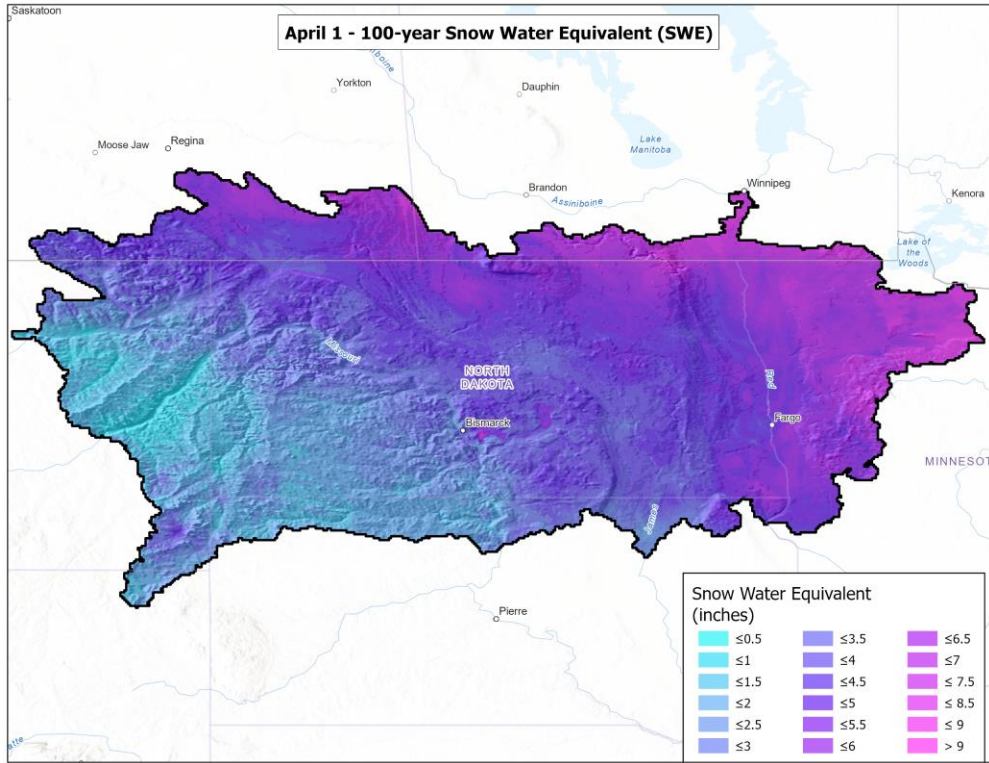 Saskatoon
April 1 - 100-year Snow Water Equivalent (SWE)
Yorkton
Dauphin
Moose Jaw
Regina
Lake
Manitoba
Brandon
Assiniboine
Winnipeg
Kenora
Lake of
the
Woods
Missouri
NORTH
DAKOTA
Red
Bismarck
Fargo
MINNESOT
James
Pierre
Snow Water Equivalent
(inches)
≤0.5
≤1
≤1.5
≤2
≤2.5
≤3
≤3.5
≤4
≤4.5
≤5
≤5.5
≤6
≤6.5
≤7
≤ 7.5
≤ 8.5
≤ 9
> 9